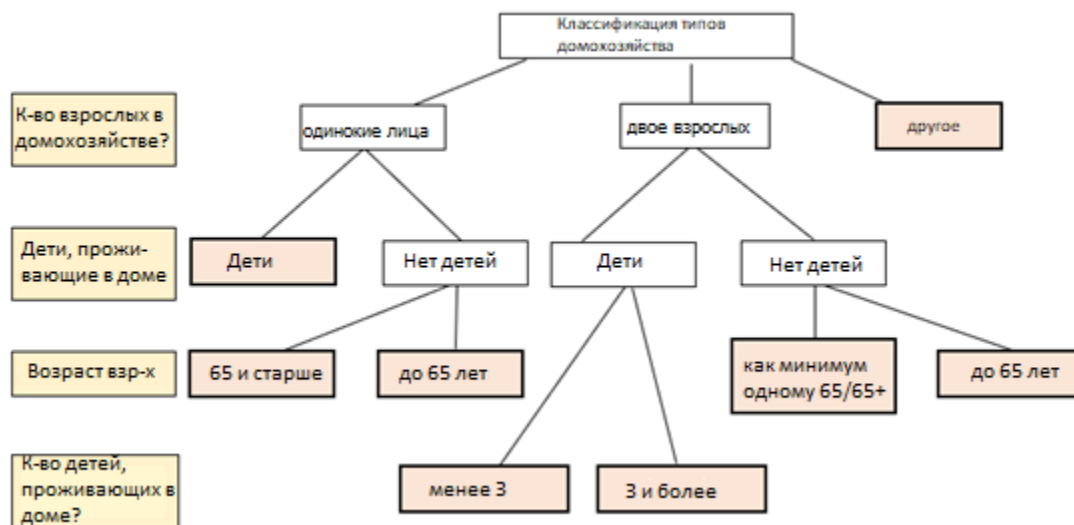 Классификация типов
домохозяйства
К-во взрослых в
домохозяйстве?
одинокие лица
двое взрослых
другое
Дети, прожи-
вающие в доме
Дети
Нет детей
Дети
Нет детей
Возраст взр-х
65 и старше
до 65 лет
как минимум
одному 65/65+
до 65 лет
К-во детей,
проживающих в
доме?
менее 3
3 и более